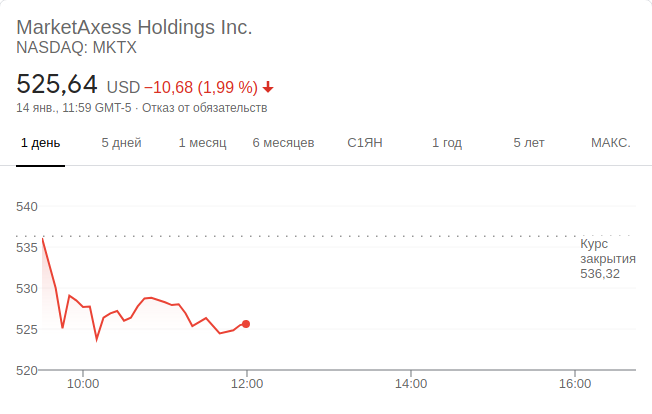 MarketAxess Holdings Inc.
NASDAQ: MKTX
525,64 USD −10,68 (1,99 %)
14 янв., 11:59 GMT-5 · Отказ от обязательств
1 день 5 дней 1 месяц 6 месяцев С1ЯН 1 год 5 лет МАКС.
540
535
530
525
520
Курс
закрытия
536,32
10:00 12:00 14:00 16:00